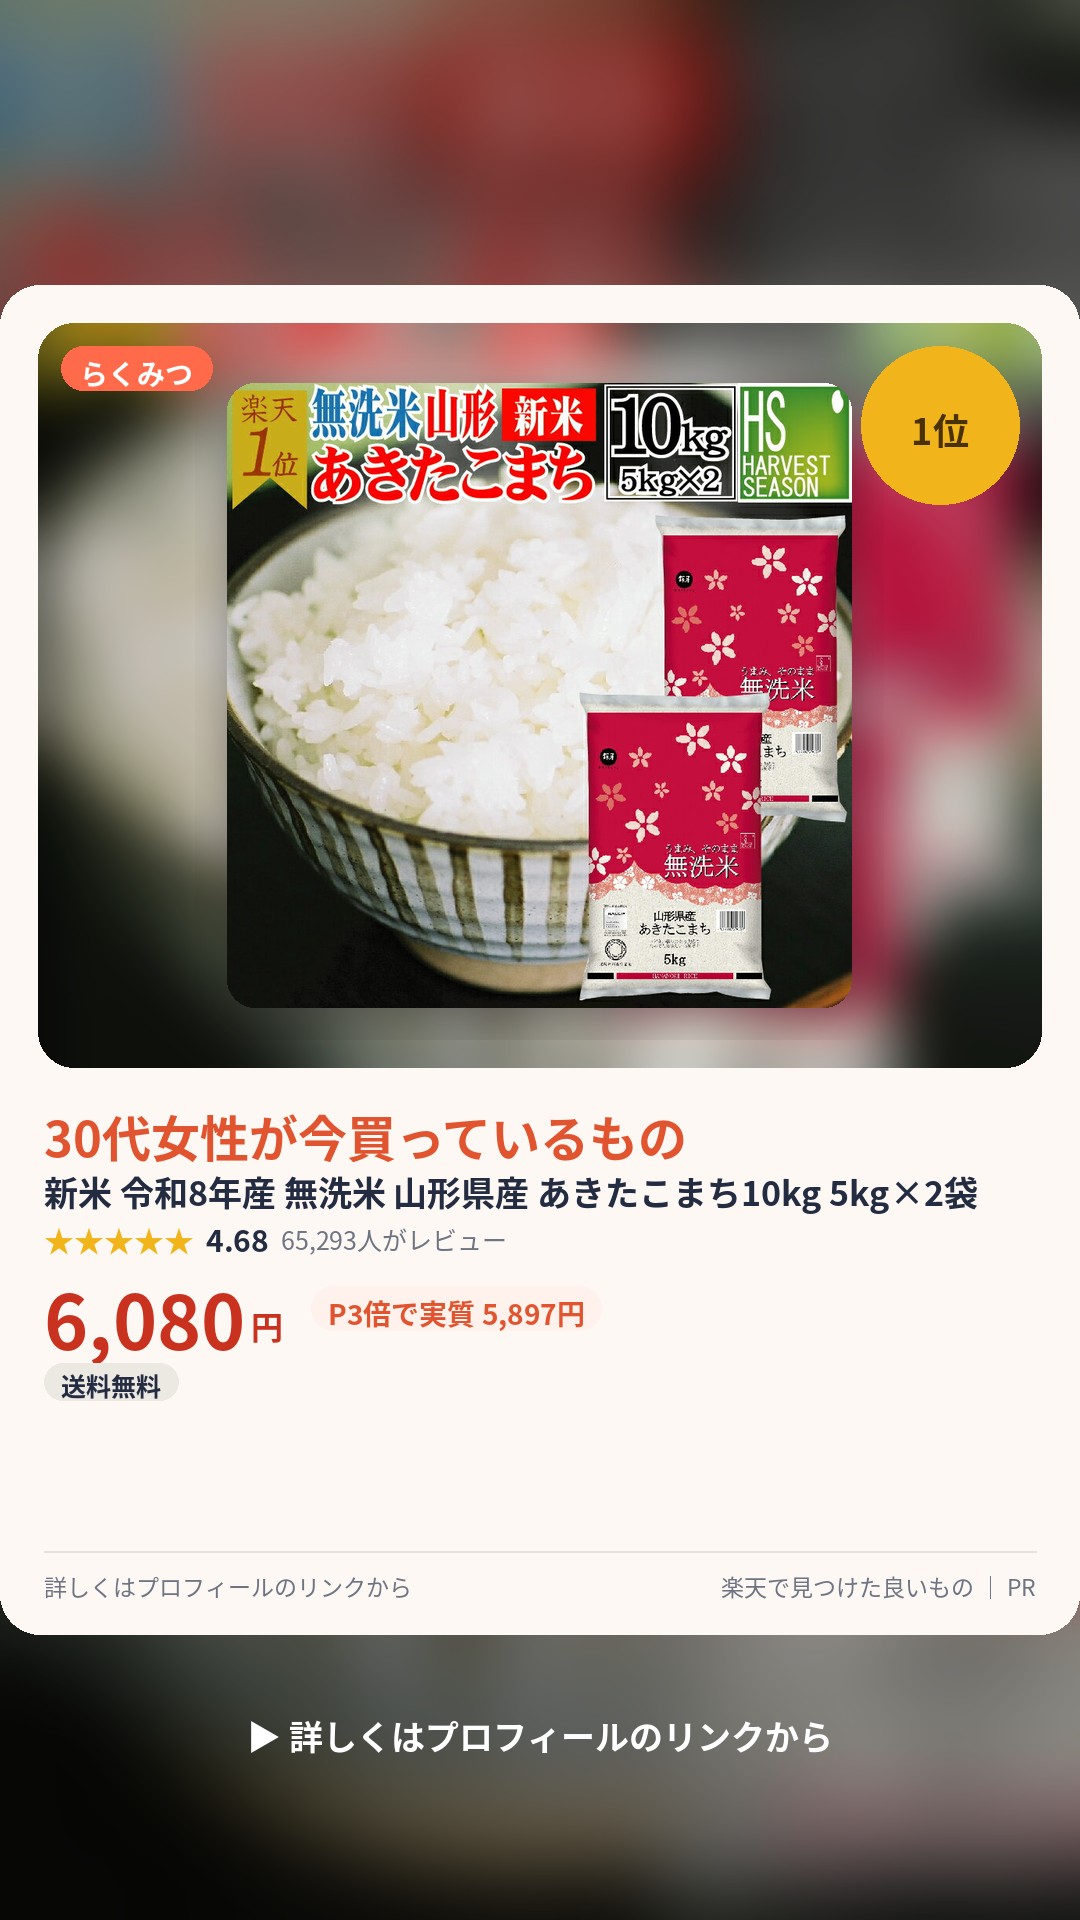 らくみつ
1位
楽天
1位
無洗米山形 新米
あきたこまち
10kg
5kg×2
HS
HARVEST
SEASON
うまみ、そのまま
無洗米
うまみ、そのまま
無洗米
山形県産
あきたこまち
5kg
30代女性が今買っているもの
新米 令和8年産 無洗米 山形県産 あきたこまち10kg 5kg×2袋
★★★★★ 4.68 65,293人がレビュー
6,080円 P3倍で実質 5,897円
送料無料
詳しくはプロフィールのリンクから
楽天で見つけた良いもの | PR
▶ 詳しくはプロフィールのリンクから